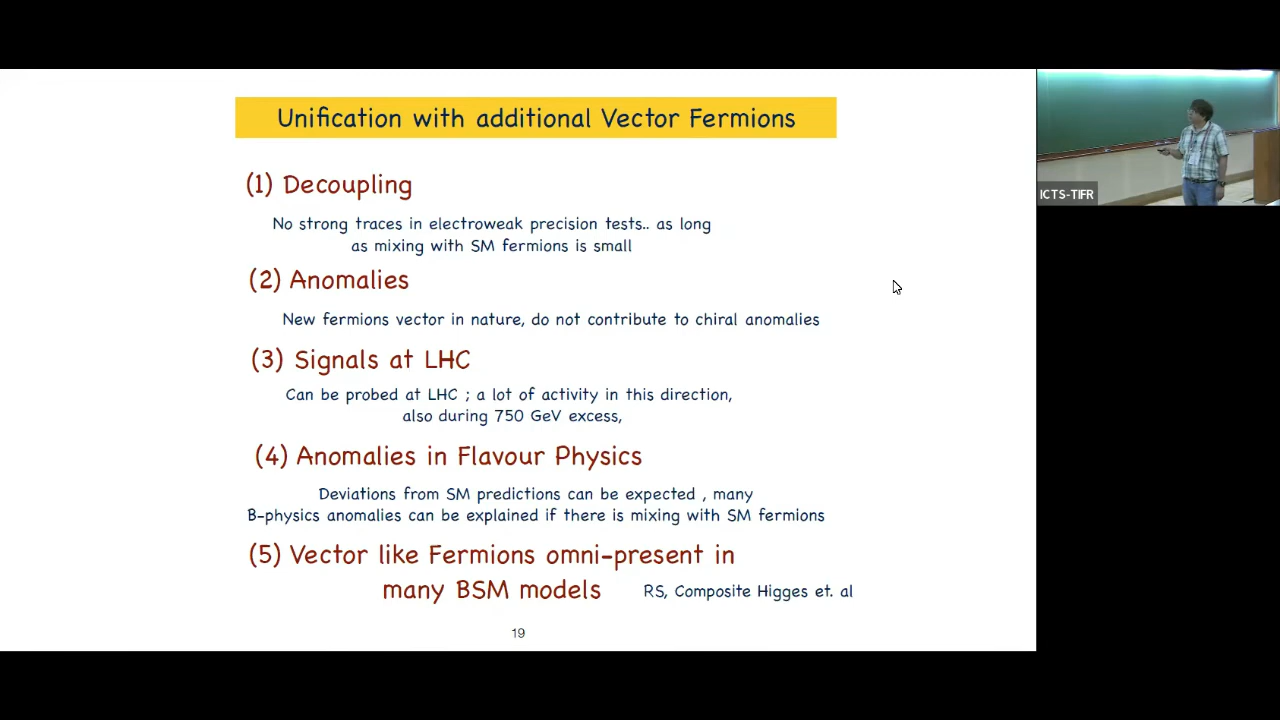 Unification with additional Vector Fermions
(1) Decoupling
No strong traces in electroweak precision tests.. as long
as mixing with SM fermions is small
(2) Anomalies
New fermions vector in nature, do not contribute to chiral anomalies
(3) Signals at LHC
Can be probed at LHC ; a lot of activity in this direction,
also during 750 GeV excess,
(4) Anomalies in Flavour Physics
Deviations from SM predictions can be expected , many
B-physics anomalies can be explained if there is mixing with SM fermions
(5) Vector like Fermions omni-present in
many BSM models RS, Composite Higges et. al
19
ICTS-TIFR